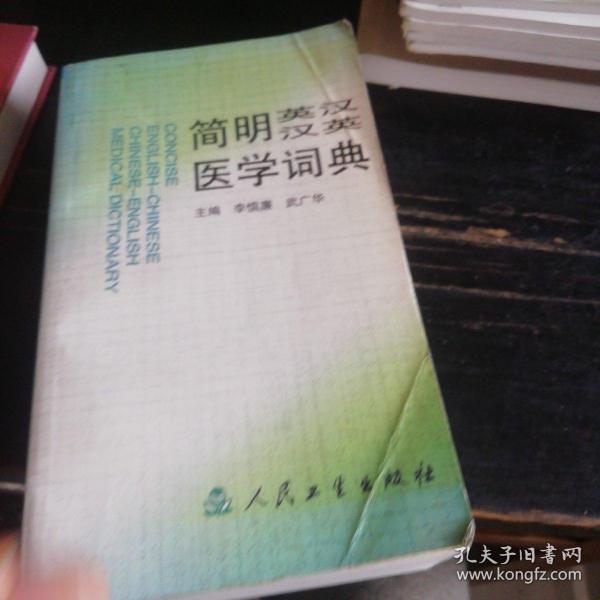 简明英汉汉英
医学词典
主编 李慎廉 武广华
CONCISE
ENGLISH-CHINESE
CHINESE-ENGLISH
MEDICAL DICTIONARY
人民卫生出版社
孔夫子旧书网
www.kongfz.com